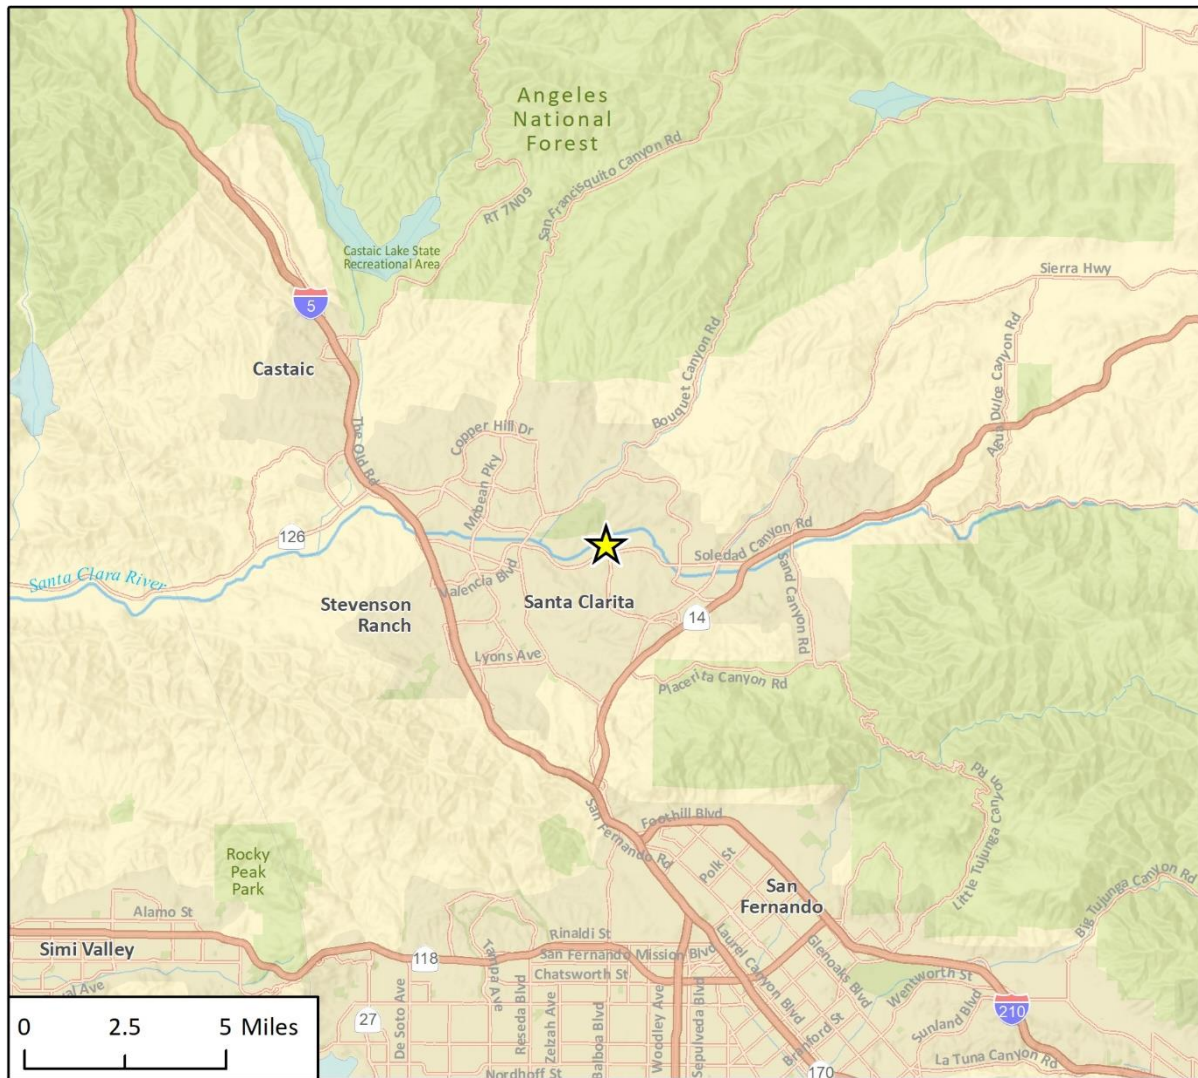 Angeles
National
Forest
San Francisquito Canyon Rd
RT 7N09
Castaic Lake State
Recreational Area
Sierra Hwy
5
Agua Dulce Canyon Rd
Bouquet Canyon Rd
Castaic
The Old Rd
Copper Hill Dr
Mcbean Pky
126
Soledad Canyon Rd
Sand Canyon Rd
Santa Clara River
Valencia Blvd
Stevenson
Ranch
Santa Clarita
14
Lyons Ave
Placerita Canyon Rd
Little Tujunga Canyon Rd
on Rd
San Fernando Rd
Foothill Blvd
Polk St
Rocky
Peak
Park
San
Fernando
Big Tujunga Canyon Rd
Alamo St
Simi Valley
Rinaldi St
118
San Fernando Mission Blvd
Chatsworth St
Tampa Ave
Laurel Canyon Blvd
Glenoaks Blvd
Wentworth St
Sunland Blvd
210
De Soto Ave
Reseda Blvd
Zelzah Ave
Balboa Blvd
Woodley Ave
Sepulveda Blvd
Branford St
La Tuna Canyon Rd
27
Nordhoff St
170
0 2.5 5 Miles